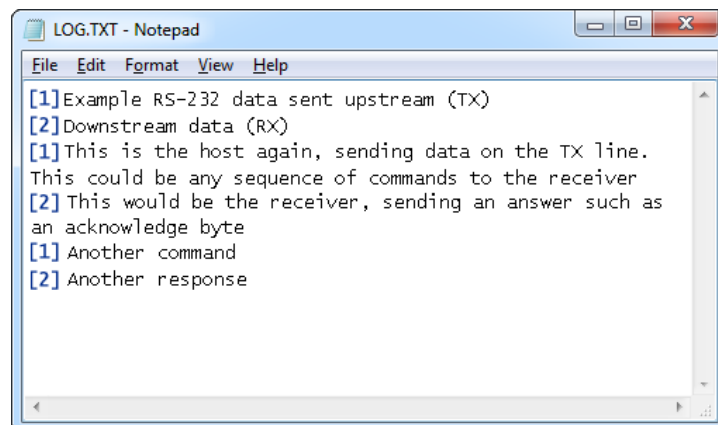 LOG.TXT - Notepad
File Edit Format View Help
[1]Example RS-232 data sent upstream (TX)
[2]Downstream data (RX)
[1]This is the host again, sending data on the TX line.
This could be any sequence of commands to the receiver
[2] This would be the receiver, sending an answer such as
an acknowledge byte
[1] Another command
[2] Another response